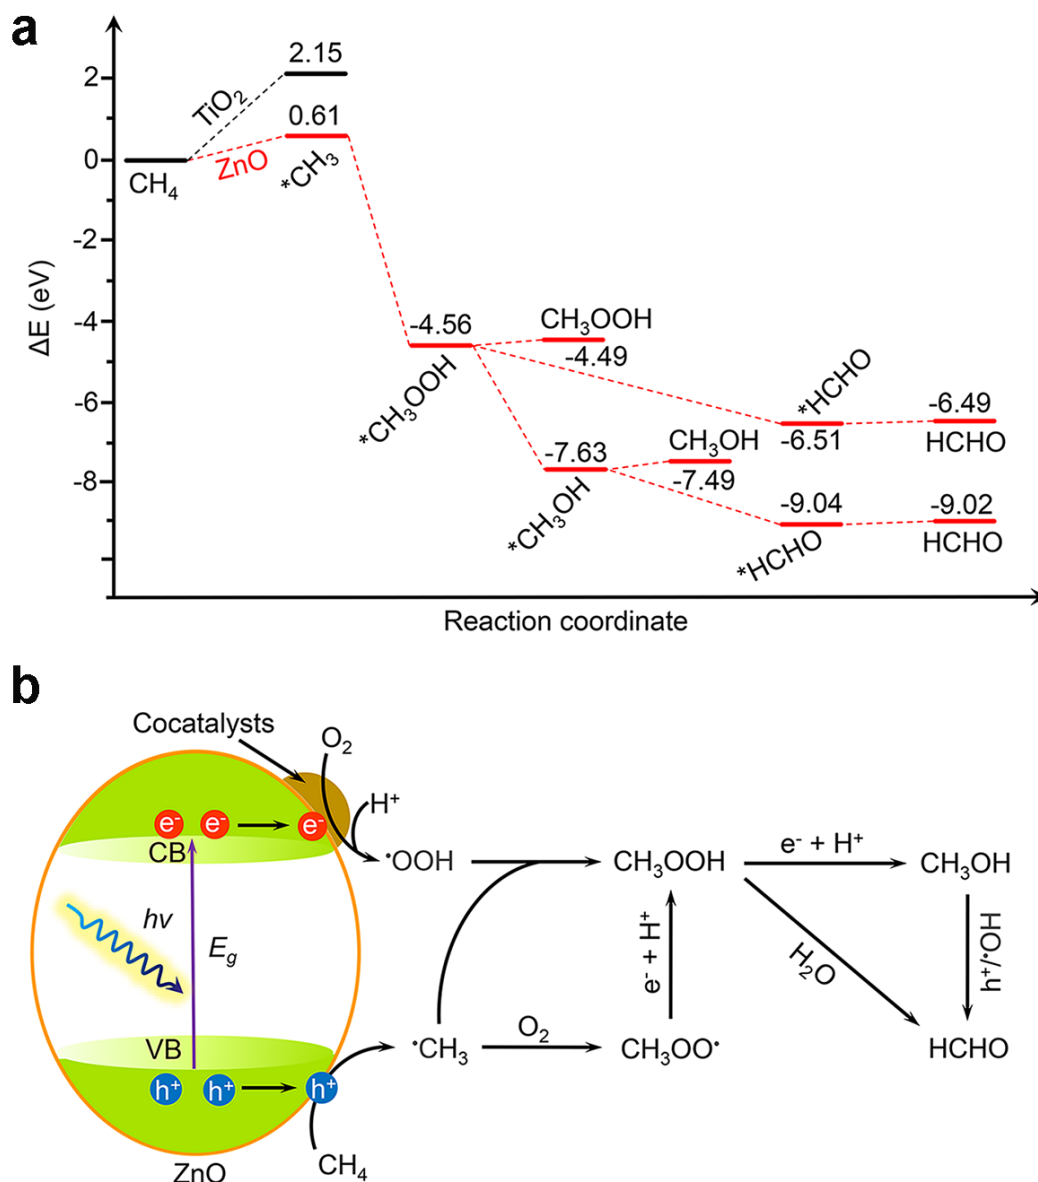 a
2.15
2
TiO₂
0.61
0
ZnO
CH₄
*CH₃
-2
ΔE (eV)
-4
-4.56
CH₃OOH
-4.49
*CH₃OOH
*HCHO
-6
-6.49
-6.51
HCHO
CH₃OH
-7.63
-7.49
-8
*CH₃OH
-9.04
-9.02
*HCHO
HCHO
Reaction coordinate
b
Cocatalysts
O₂
H⁺
e⁻ e⁻ e⁻
CB
•OOH
CH₃OOH
e⁻ + H⁺
CH₃OH
hv
E_g
e⁻ + H⁺
H₂O
h⁺/•OH
VB
•CH₃
O₂
CH₃OO•
HCHO
h⁺ h⁺ h⁺
CH₄
ZnO